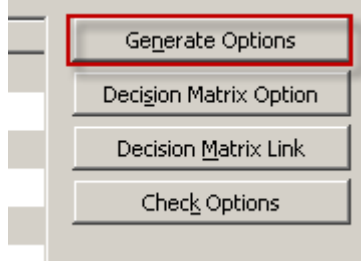 Generate Options
Decision Matrix Option
Decision Matrix Link
Check Options